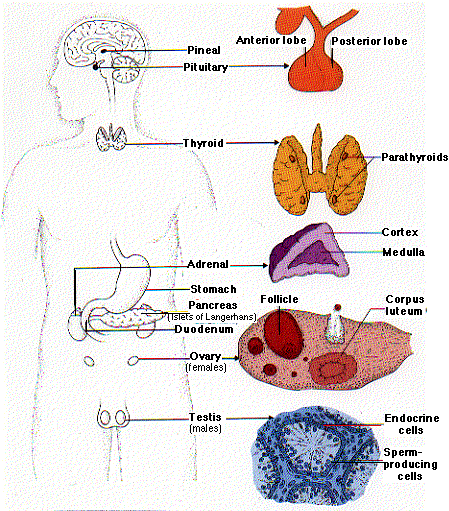 Anterior lobe
Posterior lobe
Pineal
Pituitary
Thyroid
Parathyroids
Cortex
Adrenal
Medulla
Stomach
Pancreas
(Islets of Langerhans)
Duodenum
Follicle
Corpus
luteum
Ovary
(females)
Testis
(males)
Endocrine
cells
Sperm-
producing
cells